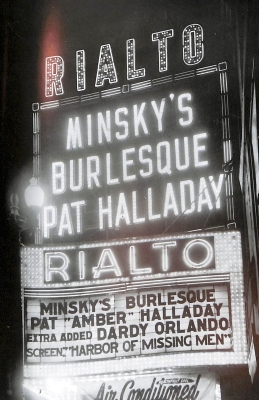 RIALTO
MINSKY'S
BURLESQUE
PAT HALLADAY
RIALTO
MINSKY'S BURLESQUE
PAT "AMBER" HALLADAY
EXTRA ADDED DARDY ORLANDO
SCREEN, "HARBOR OF MISSING MEN"
Air Conditioned